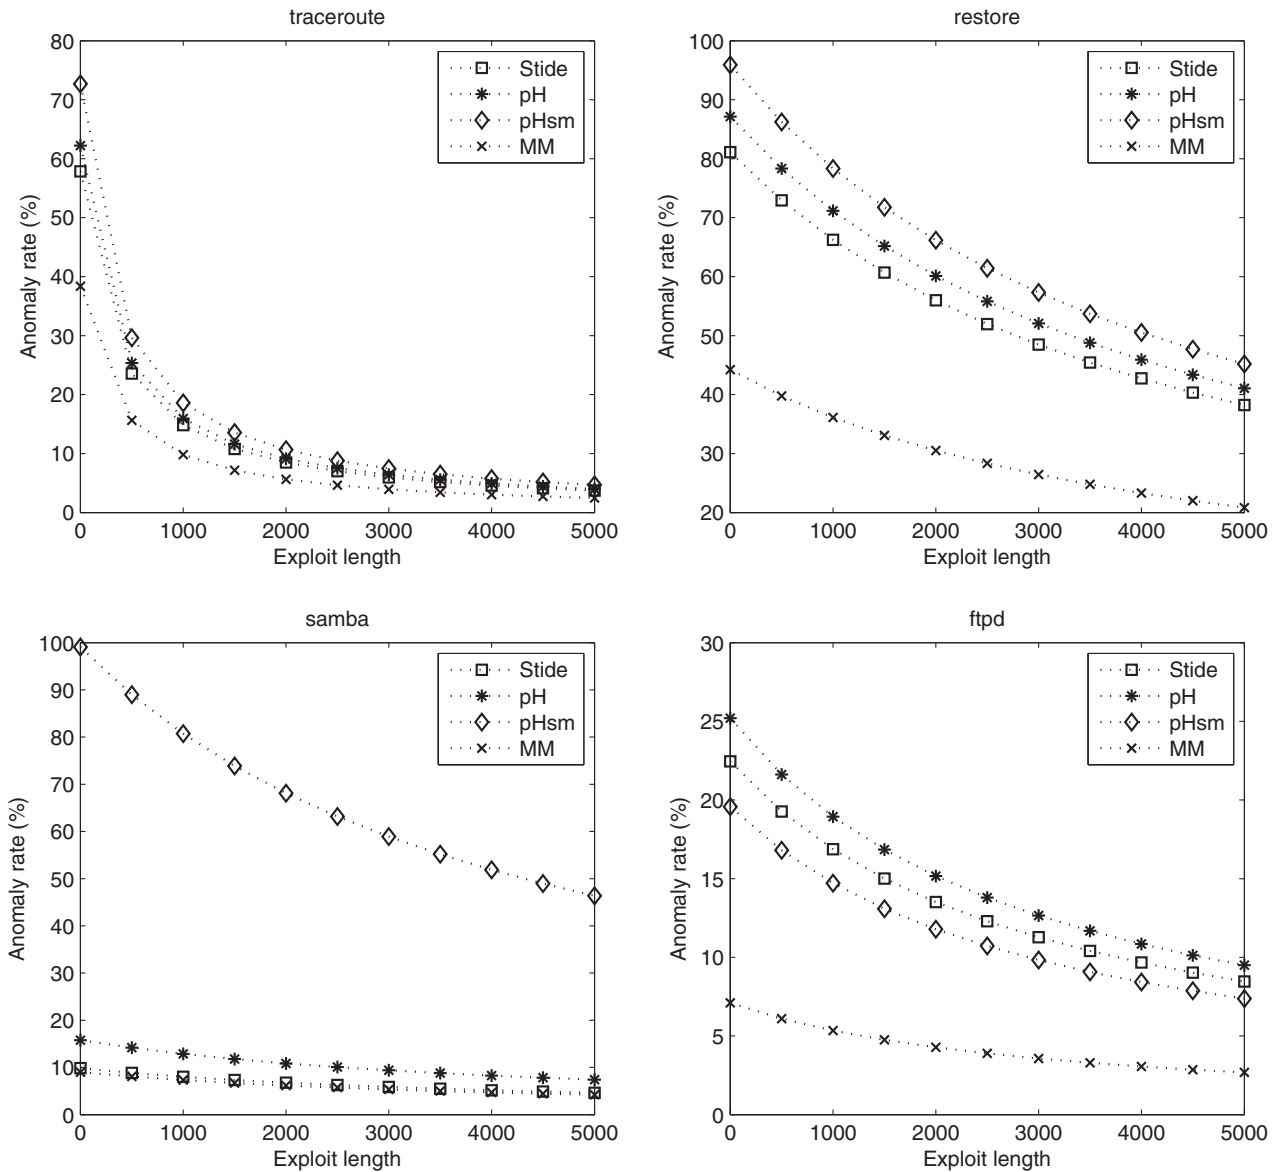 traceroute
80
70
60
50
40
30
20
10
0
Anomaly rate (%)
0 1000 2000 3000 4000 5000
Exploit length
Stide
pH
pHsm
MM
restore
100
90
80
70
60
50
40
30
20
Anomaly rate (%)
0 1000 2000 3000 4000 5000
Exploit length
Stide
pH
pHsm
MM
samba
100
90
80
70
60
50
40
30
20
10
0
Anomaly rate (%)
0 1000 2000 3000 4000 5000
Exploit length
Stide
pH
pHsm
MM
ftpd
30
25
20
15
10
5
0
Anomaly rate (%)
0 1000 2000 3000 4000 5000
Exploit length
Stide
pH
pHsm
MM